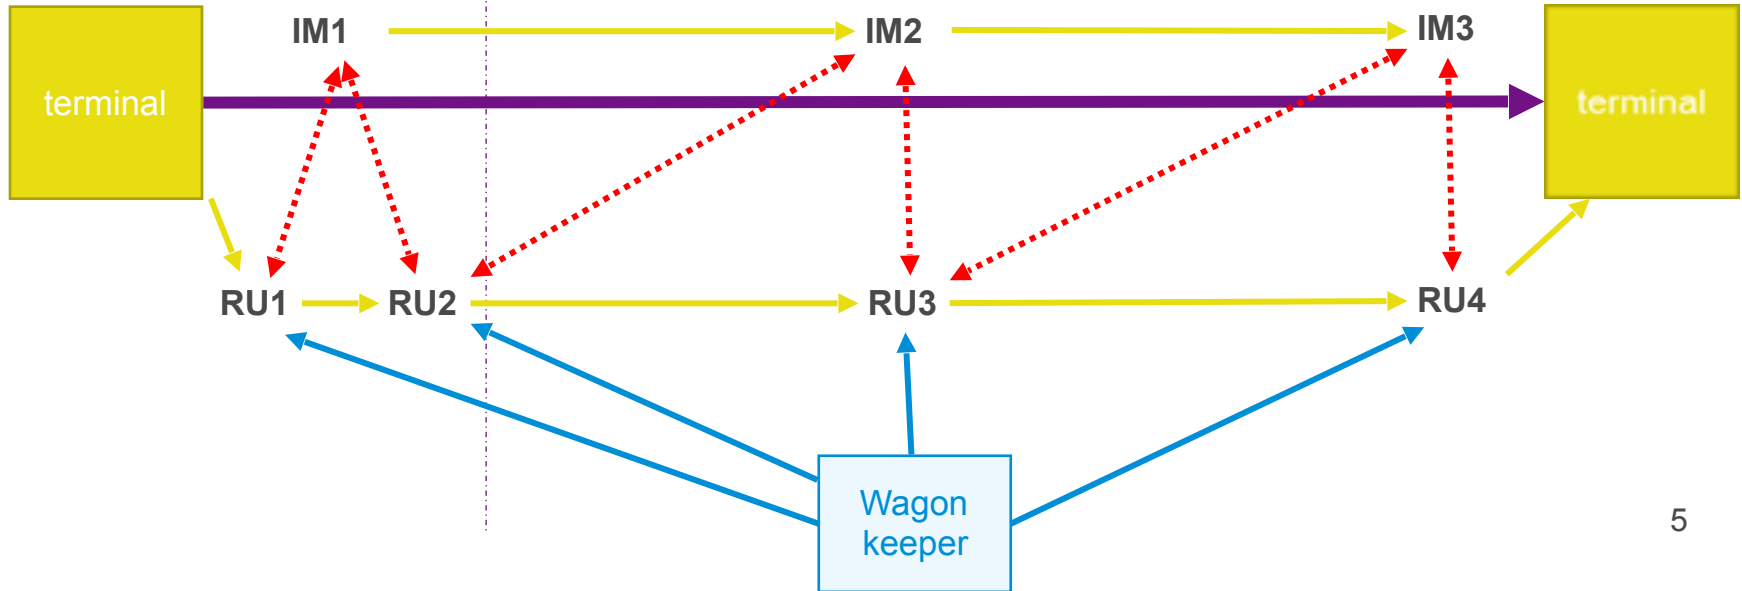 IM1
IM2
IM3
terminal
terminal
RU1
RU2
RU3
RU4
Wagon
keeper
5